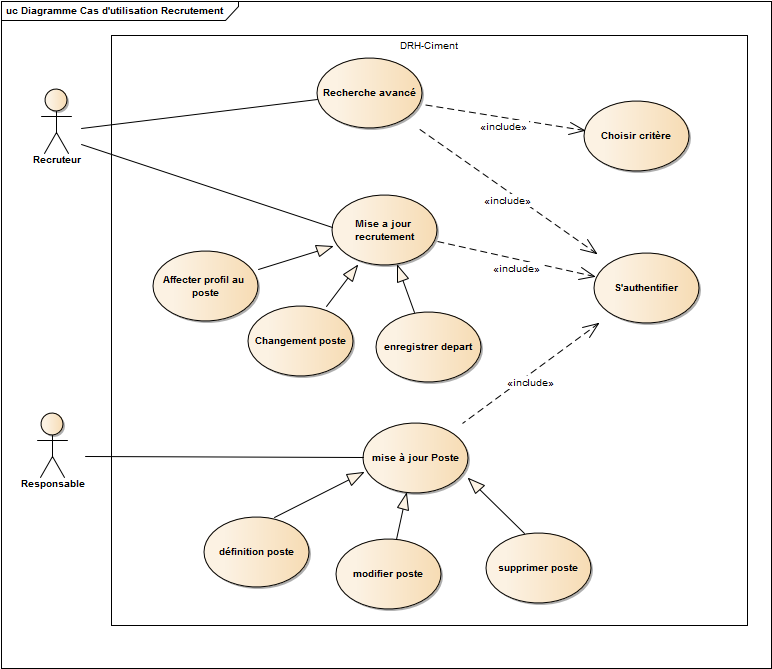 uc Diagramme Cas d'utilisation Recrutement
DRH-Ciment
Recherche avancé
«include»
Choisir critère
Recruteur
«include»
Mise a jour
recrutement
«include»
Affecter profil au
poste
S'authentifier
Changement poste
enregistrer depart
«include»
mise à jour Poste
Responsable
définition poste
modifier poste
supprimer poste